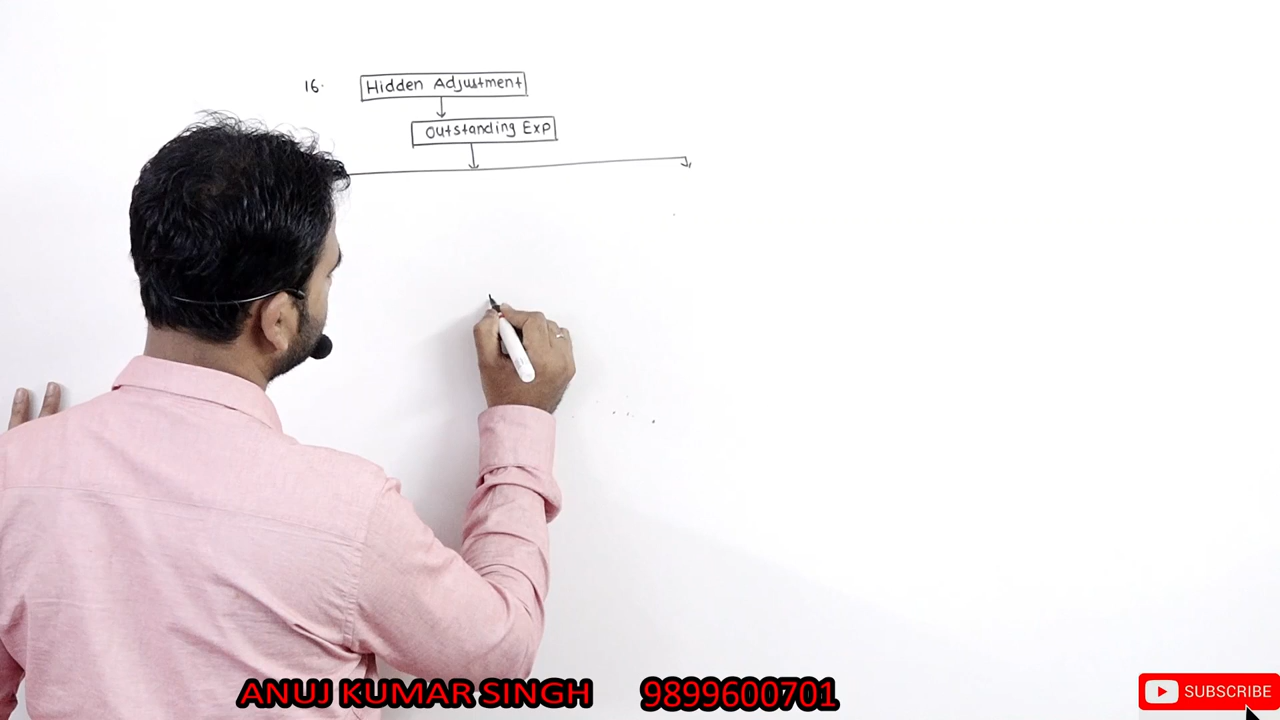 16. Hidden Adjustment
Outstanding Exp
ANUJ KUMAR SINGH 9899600701
SUBSCRIBE